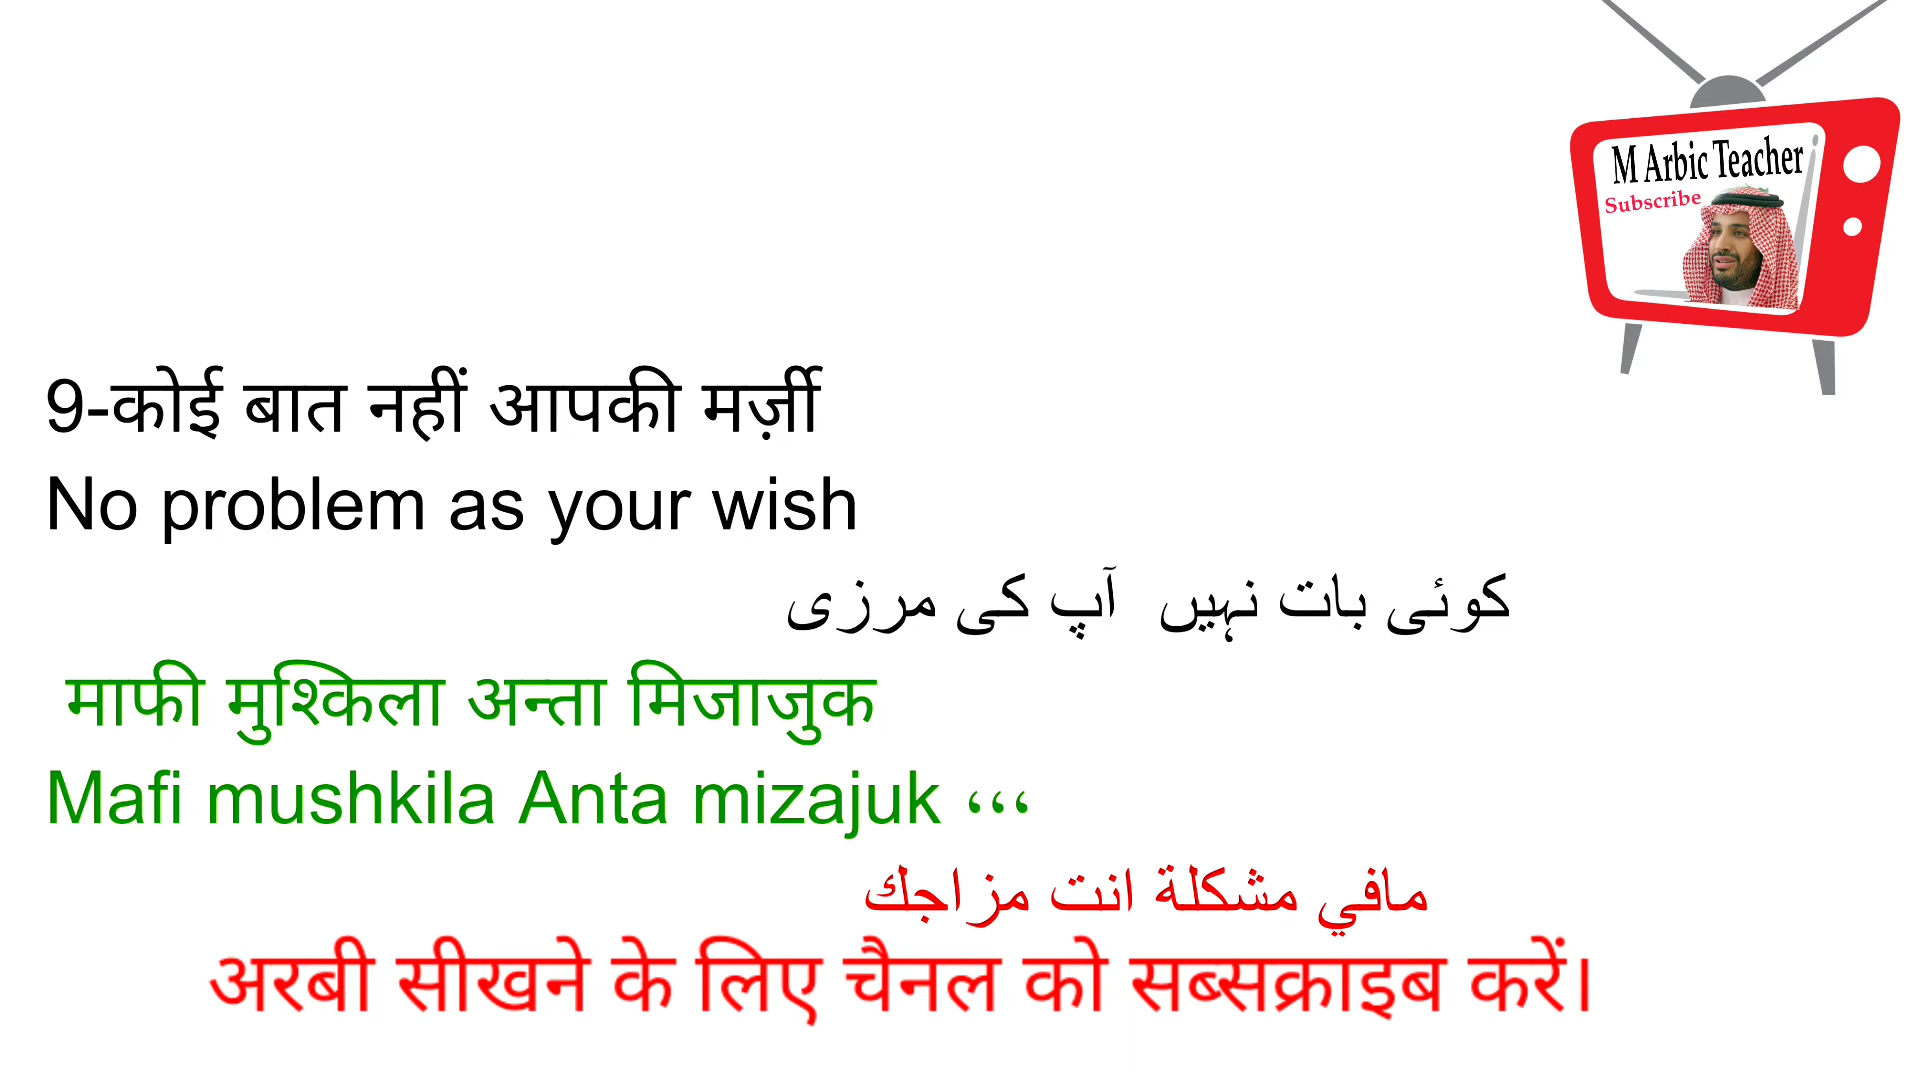 M Arbic Teacher
Subscribe
9-कोई बात नहीं आपकी मर्ज़ी
No problem as your wish
کوئی بات نہیں آپ کی مرزی
माफी मुश्किला अन्ता मिजाजुक
Mafi mushkila Anta mizajuk ،،،
مافي مشكلة انت مزاجك
अरबी सीखने के लिए चैनल को सब्सक्राइब करें।